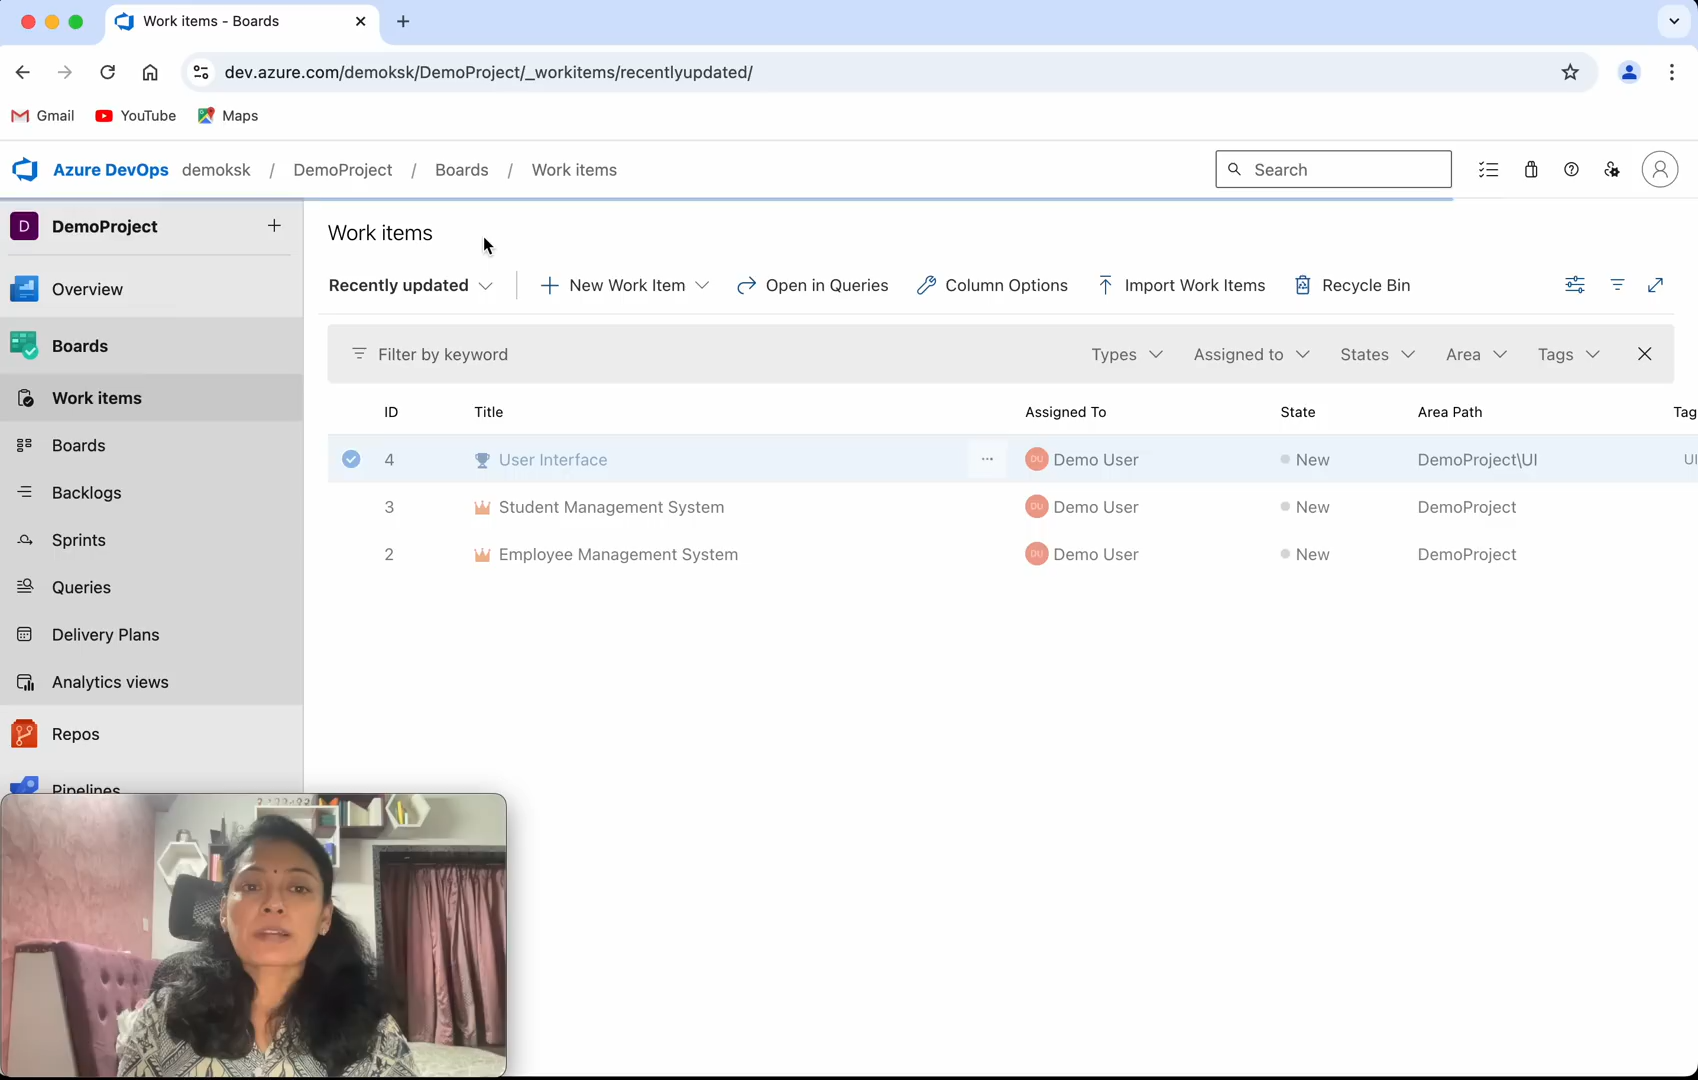 Work items - Boards
dev.azure.com/demoksk/DemoProject/_workitems/recentlyupdated/
Gmail YouTube Maps
Azure DevOps demoksk / DemoProject / Boards / Work items
Search
D DemoProject
Work items
Recently updated New Work Item Open in Queries Column Options Import Work Items Recycle Bin
Overview
Boards
Work items
Boards
Backlogs
Sprints
Queries
Delivery Plans
Analytics views
Repos
Pipelines
Filter by keyword Types Assigned to States Area Tags
ID Title Assigned To State Area Path Tag
4 User Interface DU Demo User New DemoProject\UI UI
3 Student Management System DU Demo User New DemoProject
2 Employee Management System DU Demo User New DemoProject